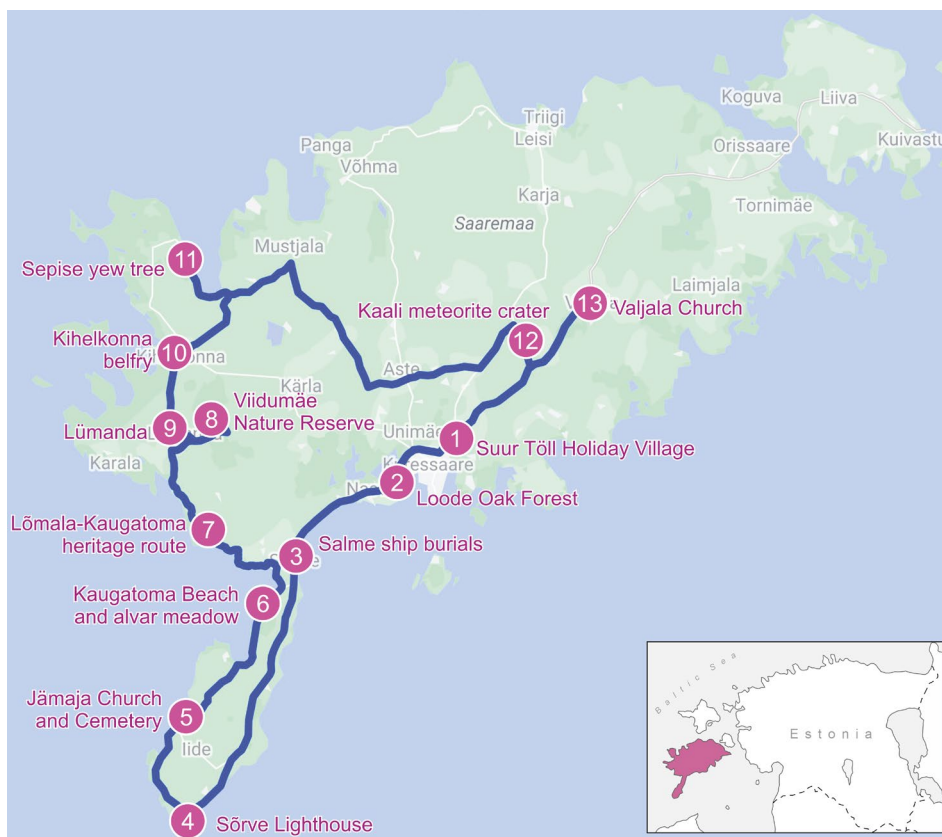 Koguva
Liiva
Kuivastu
Triigi
Leisi
Orissaare
Panga
Võhma
Karja
Tornimäe
Saaremaa
Mustjala
11
Sepise yew tree
Laimjala
Kaali meteorite crater
13
Valjala Church
12
Kihelkonna
belfry
10
Aste
Kärla
Viidumäe
Nature Reserve
8
9
Lümanda
Unimäe
1
Suur Töll Holiday Village
Karala
2
Loode Oak Forest
Lõmala-Kaugatoma
heritage route
7
3
Salme ship burials
Kaugatoma Beach
and alvar meadow
6
Jämaja Church
and Cemetery
5
Iide
4
Sõrve Lighthouse
Baltic Sea
Estonia